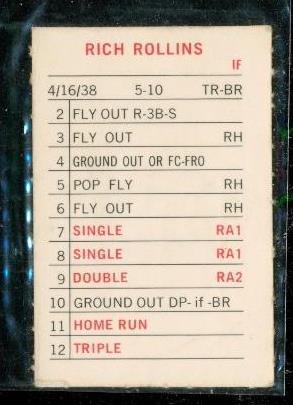 RICH ROLLINS
IF
4/16/38 5-10 TR-BR
2 FLY OUT R-3B-S
3 FLY OUT RH
4 GROUND OUT OR FC-FRO
5 POP FLY RH
6 FLY OUT RH
7 SINGLE RA1
8 SINGLE RA1
9 DOUBLE RA2
10 GROUND OUT DP- if -BR
11 HOME RUN
12 TRIPLE